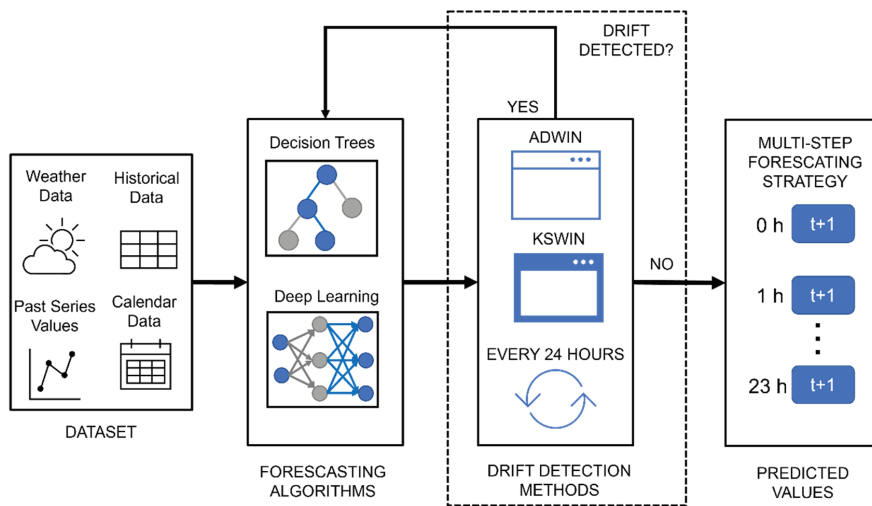 DRIFT
DETECTED?
YES
Weather
Data
Historical
Data
Past Series
Values
Calendar
Data
DATASET
Decision Trees
Deep Learning
FORESCASTING
ALGORITHMS
ADWIN
KSWIN
EVERY 24 HOURS
DRIFT DETECTION
METHODS
NO
MULTI-STEP
FORESCATING
STRATEGY
0 h t+1
1 h t+1
23 h t+1
PREDICTED
VALUES